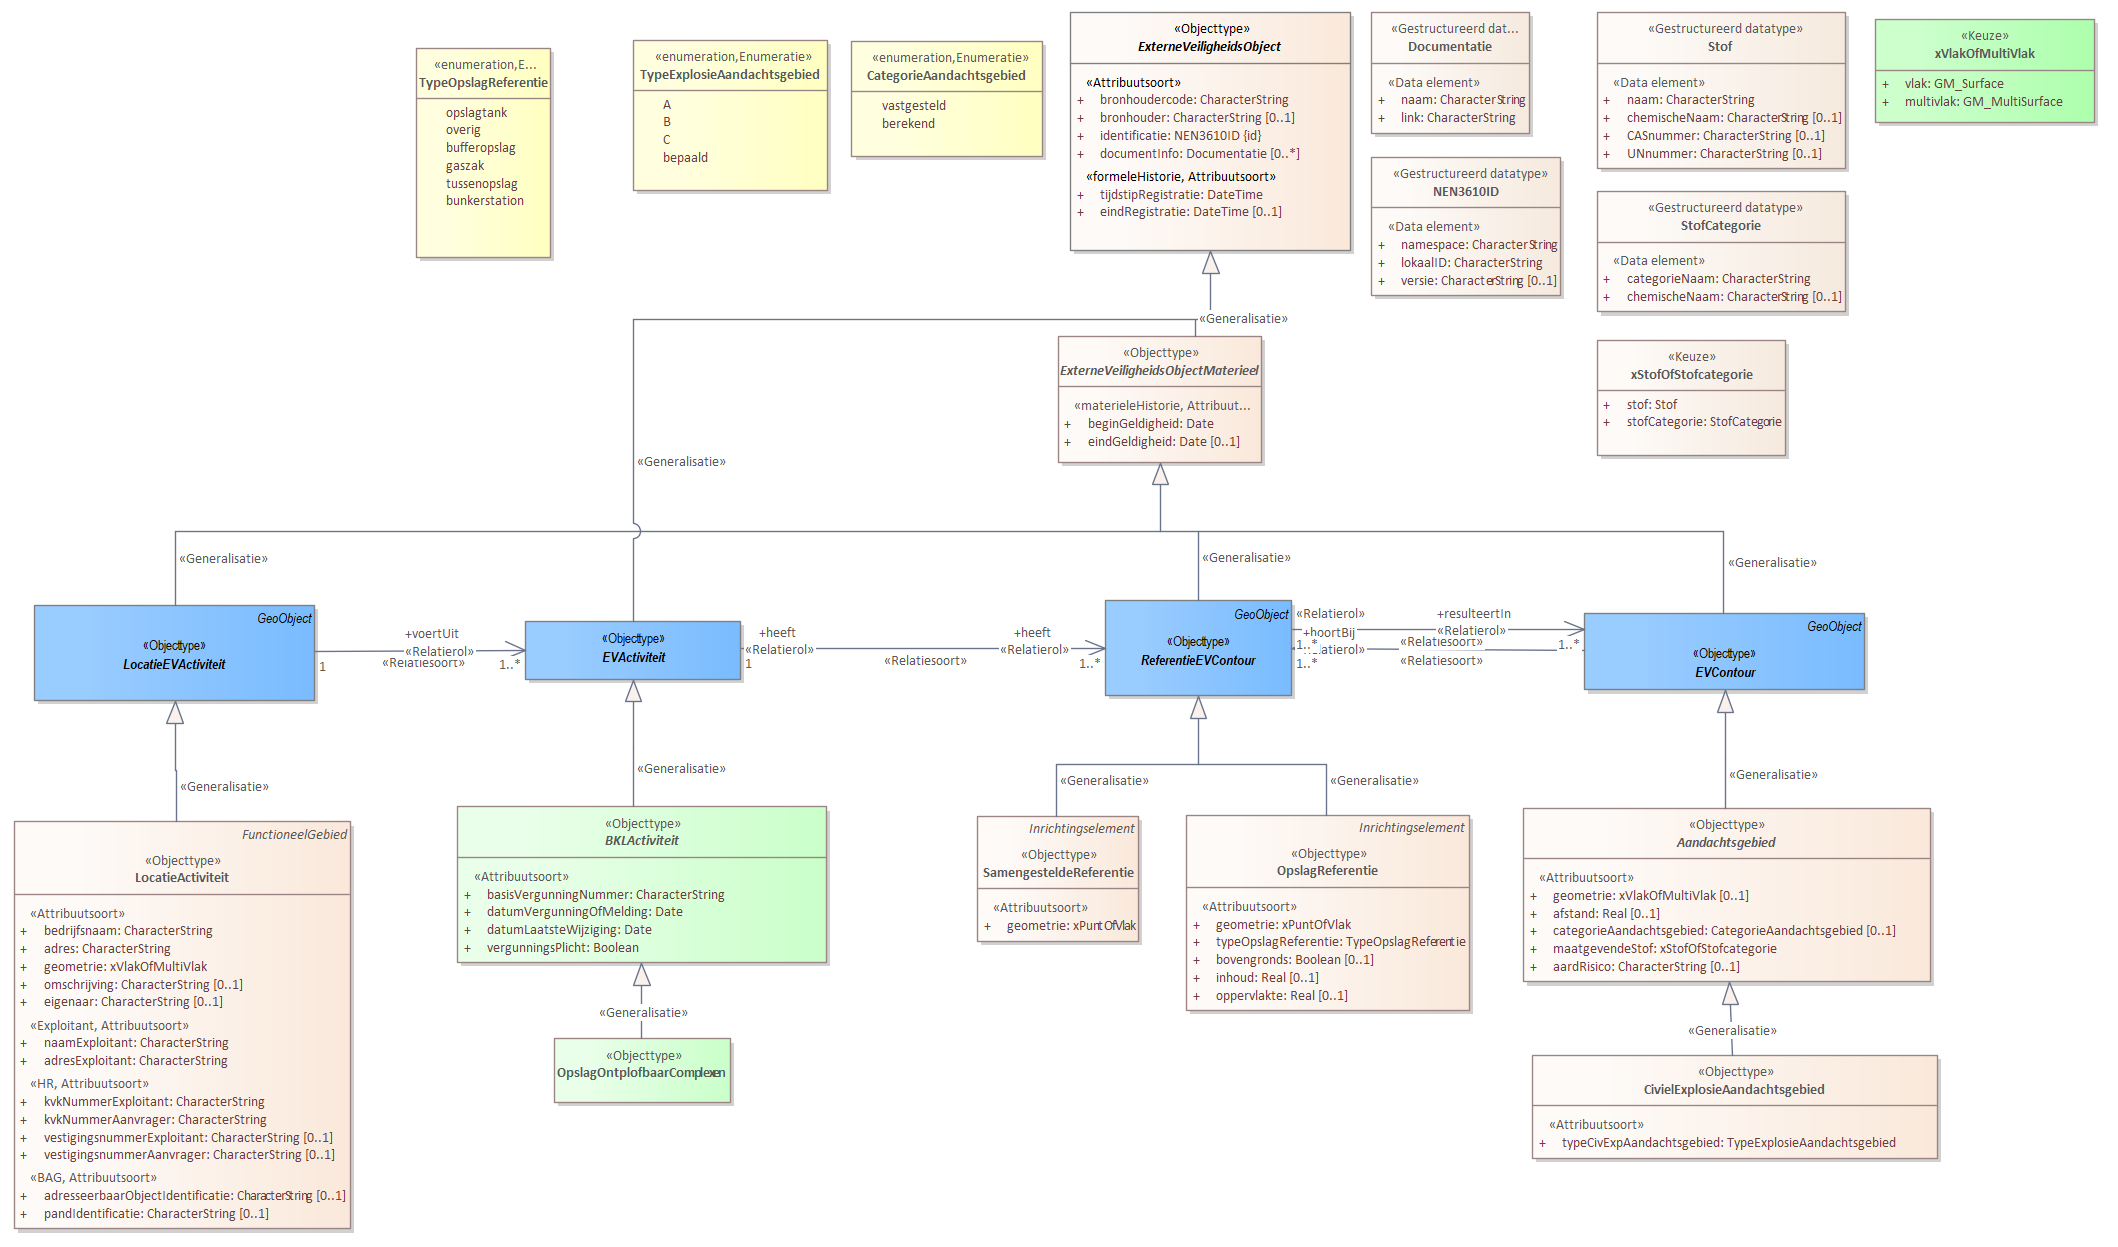 «enumeration,E...
TypeOpslagReferentie
opslagtank
overig
bufferopslag
gaszak
tussenopslag
bunkerstation
«enumeration,Enumeratie»
TypeExplosieAandachtsgebied
A
B
C
bepaald
«enumeration,Enumeratie»
CategorieAandachtsgebied
vastgesteld
berekend
«Objecttype»
ExterneVeiligheidsObject
«Attribuutsoort»
+ bronhoudercode: CharacterString
+ bronhouder: CharacterString [0..1]
+ identificatie: NEN3610ID {id}
+ documentInfo: Documentatie [0..*]
«formeleHistorie, Attribuutsoort»
+ tijdstipRegistratie: DateTime
+ eindRegistratie: DateTime [0..1]
«Gestructureerd dat...
Documentatie
«Data element»
+ naam: CharacterString
+ link: CharacterString
«Gestructureerd datatype»
NEN3610ID
«Data element»
+ namespace: CharacterString
+ lokaalID: CharacterString
+ versie: CharacterString [0..1]
«Gestructureerd datatype»
Stof
«Data element»
+ naam: CharacterString
+ chemischeNaam: CharacterString [0..1]
+ CASnummer: CharacterString [0..1]
+ UNnummer: CharacterString [0..1]
«Gestructureerd datatype»
StofCategorie
«Data element»
+ categorieNaam: CharacterString
+ chemischeNaam: CharacterString [0..1]
«Keuze»
xStofOfStofcategorie
+ stof: Stof
+ stofCategorie: StofCategorie
«Keuze»
xVlakOfMultiVlak
+ vlak: GM_Surface
+ multivlak: GM_MultiSurface
«Generalisatie»
«Objecttype»
ExterneVeiligheidsObjectMaterieel
«materieleHistorie, Attribuut...
+ beginGeldigheid: Date
+ eindGeldigheid: Date [0..1]
«Generalisatie»
«Generalisatie»
«Generalisatie»
«Generalisatie»
GeoObject
«Objecttype»
LocatieEVActiviteit
+voertUit
«Relatierol»
«Relatiesoort»
1
1..*
«Objecttype»
EVActiviteit
+heeft
«Relatierol»
1
«Relatiesoort»
+heeft
«Relatierol»
1..*
GeoObject
«Objecttype»
ReferentieEVContour
«Relatierol»
+hoortBij
1..*
«Relatierol»
1..*
+resulteertIn
«Relatierol»
«Relatiesoort»
«Relatiesoort»
1..*
GeoObject
«Objecttype»
EVContour
«Generalisatie»
«Generalisatie»
«Generalisatie»
«Generalisatie»
«Generalisatie»
FunctioneelGebied
«Objecttype»
LocatieActiviteit
«Attribuutsoort»
+ bedrijfsnaam: CharacterString
+ adres: CharacterString
+ geometrie: xVlakOfMultiVlak
+ omschrijving: CharacterString [0..1]
+ eigenaar: CharacterString [0..1]
«Exploitant, Attribuutsoort»
+ naamExploitant: CharacterString
+ adresExploitant: CharacterString
«HR, Attribuutsoort»
+ kvkNummerExploitant: CharacterString
+ kvkNummerAanvrager: CharacterString
+ vestigingsnummerExploitant: CharacterString [0..1]
+ vestigingsnummerAanvrager: CharacterString [0..1]
«BAG, Attribuutsoort»
+ adresseerbaarObjectIdentificatie: CharacterString [0..1]
+ pandIdentificatie: CharacterString [0..1]
«Objecttype»
BKLActiviteit
«Attribuutsoort»
+ basisVergunningNummer: CharacterString
+ datumVergunningOfMelding: Date
+ datumLaatsteWijziging: Date
+ vergunningsPlicht: Boolean
«Generalisatie»
«Objecttype»
OpslagOntplofbaarComplexen
Inrichtingselement
«Objecttype»
SamengesteldeReferentie
«Attribuutsoort»
+ geometrie: xPuntOfVlak
Inrichtingselement
«Objecttype»
OpslagReferentie
«Attribuutsoort»
+ geometrie: xPuntOfVlak
+ typeOpslagReferentie: TypeOpslagReferentie
+ bovengronds: Boolean [0..1]
+ inhoud: Real [0..1]
+ oppervlakte: Real [0..1]
«Objecttype»
Aandachtsgebied
«Attribuutsoort»
+ geometrie: xVlakOfMultiVlak [0..1]
+ afstand: Real [0..1]
+ categorieAandachtsgebied: CategorieAandachtsgebied [0..1]
+ maatgevendeStof: xStofOfStofcategorie
+ aardRisico: CharacterString [0..1]
«Generalisatie»
«Objecttype»
CivielExplosieAandachtsgebied
«Attribuutsoort»
+ typeCivExpAandachtsgebied: TypeExplosieAandachtsgebied